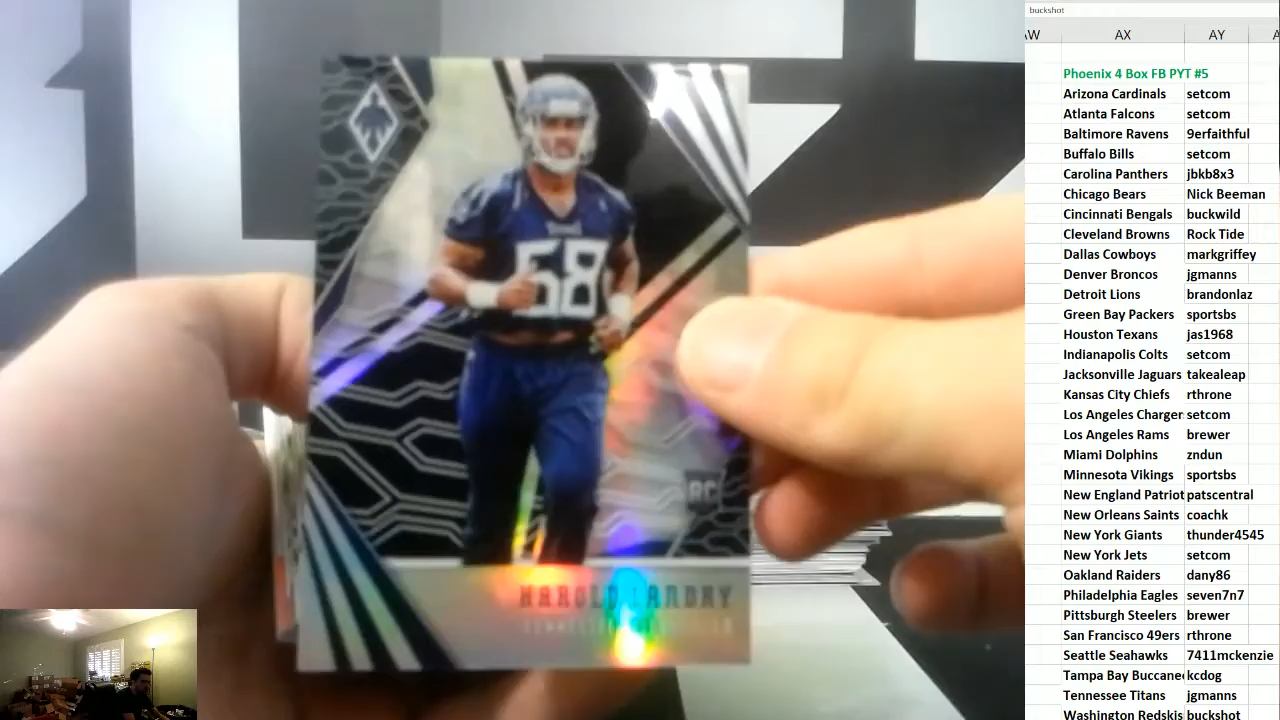 buckshot
AX AY
Phoenix 4 Box FB PYT #5
Arizona Cardinals setcom
Atlanta Falcons setcom
Baltimore Ravens 9erfaithful
Buffalo Bills setcom
Carolina Panthers jbkb8x3
Chicago Bears Nick Beeman
Cincinnati Bengals buckwild
Cleveland Browns Rock Tide
Dallas Cowboys markgriffey
Denver Broncos jgmanns
Detroit Lions brandonlaz
Green Bay Packers sportsbs
Houston Texans jas1968
Indianapolis Colts setcom
Jacksonville Jaguars takealeap
Kansas City Chiefs rthrone
Los Angeles Charger setcom
Los Angeles Rams brewer
Miami Dolphins zndun
Minnesota Vikings sportsbs
New England Patriot patscentral
New Orleans Saints coachk
New York Giants thunder4545
New York Jets setcom
Oakland Raiders dany86
Philadelphia Eagles seven7n7
Pittsburgh Steelers brewer
San Francisco 49ers rthrone
Seattle Seahawks 7411mckenzie
Tampa Bay Buccanee kcdog
Tennessee Titans jgmanns
Washington Redskis buckshot
58
RC
HAROLD LANDRY